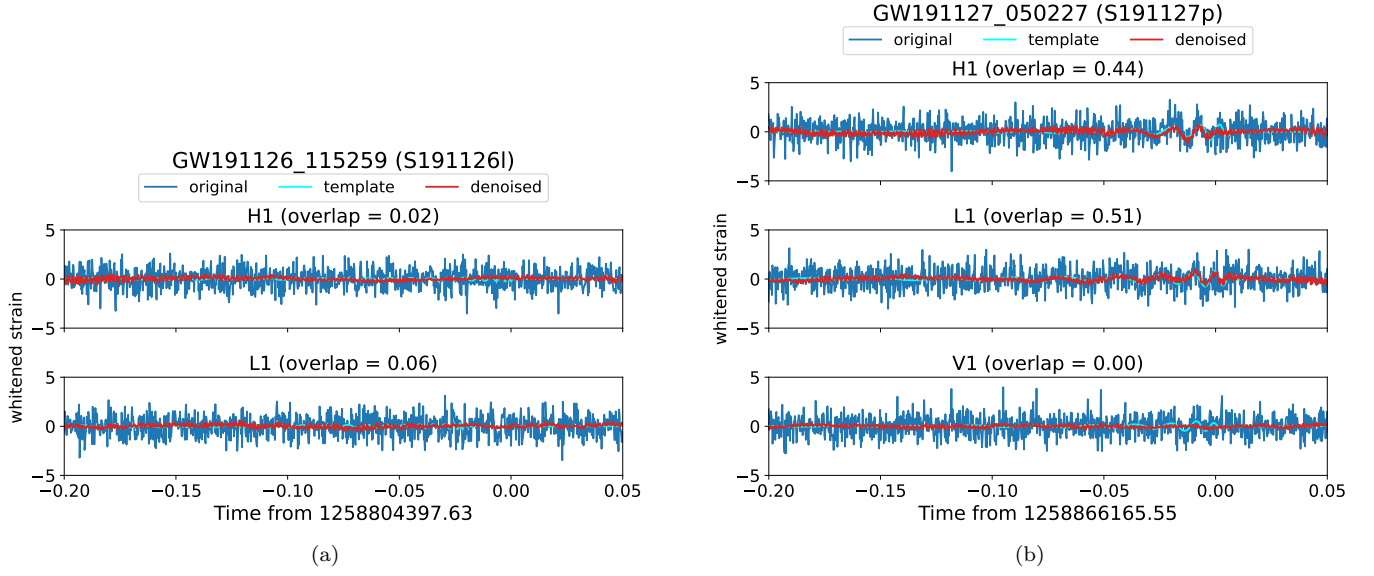 GW191126_115259 (S191126l)
original template denoised
H1 (overlap = 0.02)
5
0
−5
L1 (overlap = 0.06)
5
0
−5
whitened strain
−0.20 −0.15 −0.10 −0.05 0.00 0.05
Time from 1258804397.63
(a)
GW191127_050227 (S191127p)
original template denoised
H1 (overlap = 0.44)
5
0
−5
L1 (overlap = 0.51)
5
0
−5
V1 (overlap = 0.00)
5
0
−5
whitened strain
−0.20 −0.15 −0.10 −0.05 0.00 0.05
Time from 1258866165.55
(b)